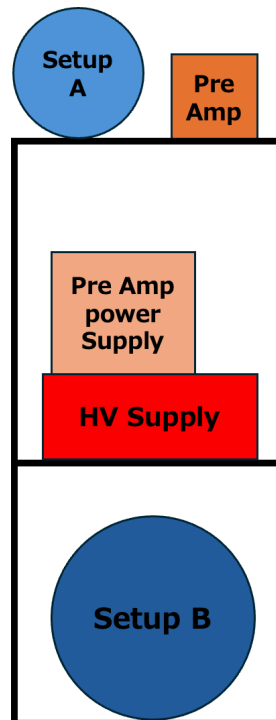 Setup
A
Pre
Amp
Pre Amp
power
Supply
HV Supply
Setup B